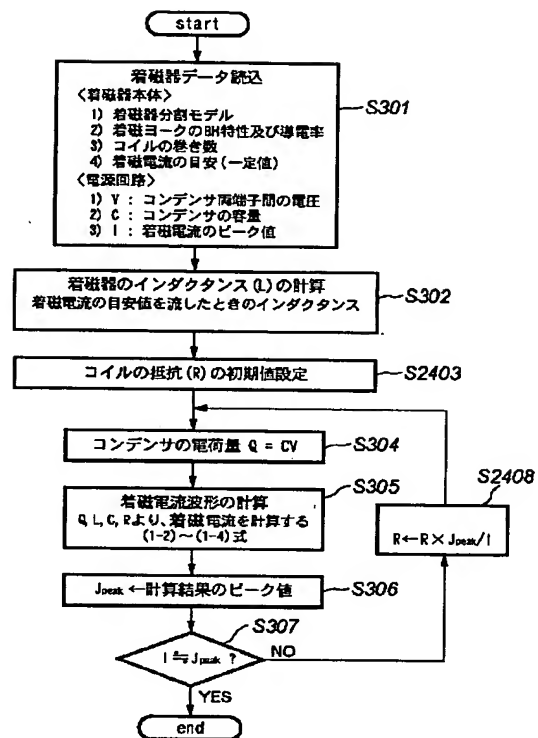 start
着磁器データ読込
〈着磁器本体〉
1) 着磁器分割モデル
2) 着磁ヨークのBH特性及び導電率
3) コイルの巻き数
4) 着磁電流の目安(一定値)
〈電源回路〉
1) V : コンデンサ両端子間の電圧
2) C : コンデンサの容量
3) I : 着磁電流のピーク値
S301
着磁器のインダクタンス(L)の計算
着磁電流の目安値を流したときのインダクタンス
S302
コイルの抵抗(R)の初期値設定
S2403
コンデンサの電荷量 Q = CV
S304
着磁電流波形の計算
Q, L, C, Rより、着磁電流を計算する
(1-2)～(1-4)式
S305
S2408
R←R×Jpeak/I
Jpeak ←計算結果のピーク値
S306
S307
I ≒ Jpeak ?
NO
YES
end